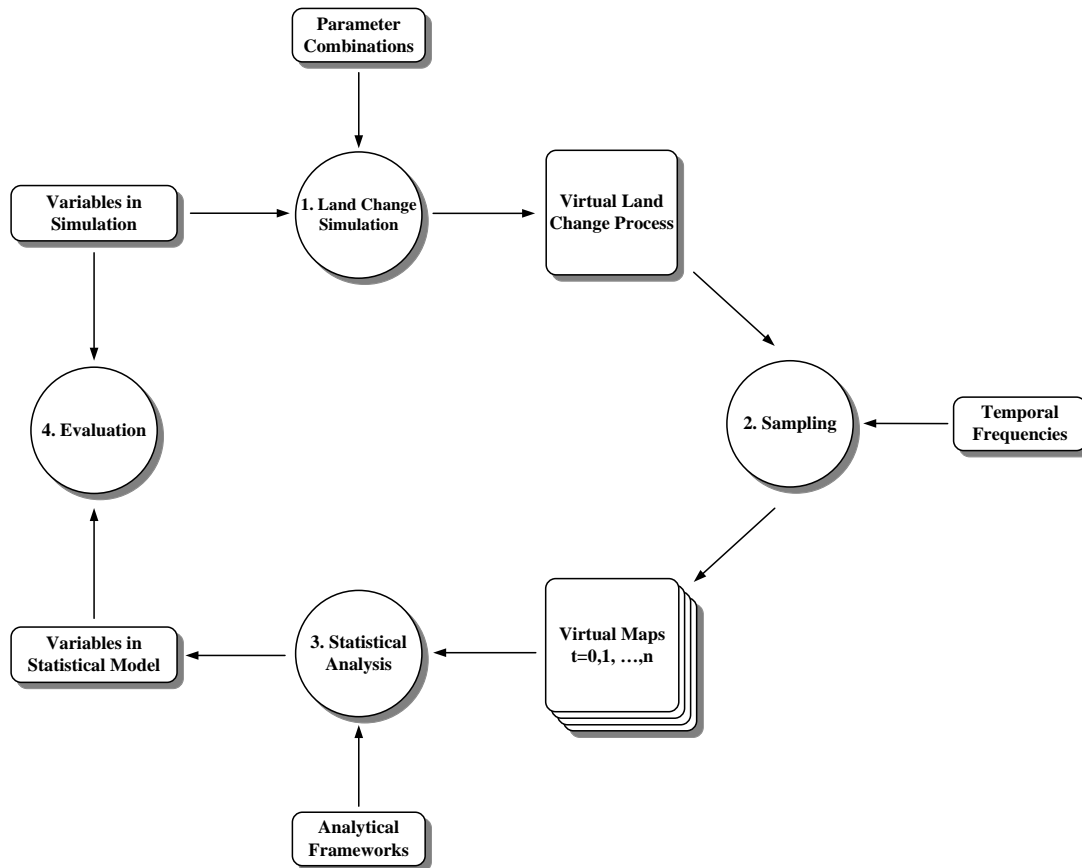 Parameter
Combinations
Variables in
Simulation
1. Land Change
Simulation
Virtual Land
Change Process
4. Evaluation
2. Sampling
Temporal
Frequencies
Variables in
Statistical Model
3. Statistical
Analysis
Virtual Maps
t=0,1, …,n
Analytical
Frameworks